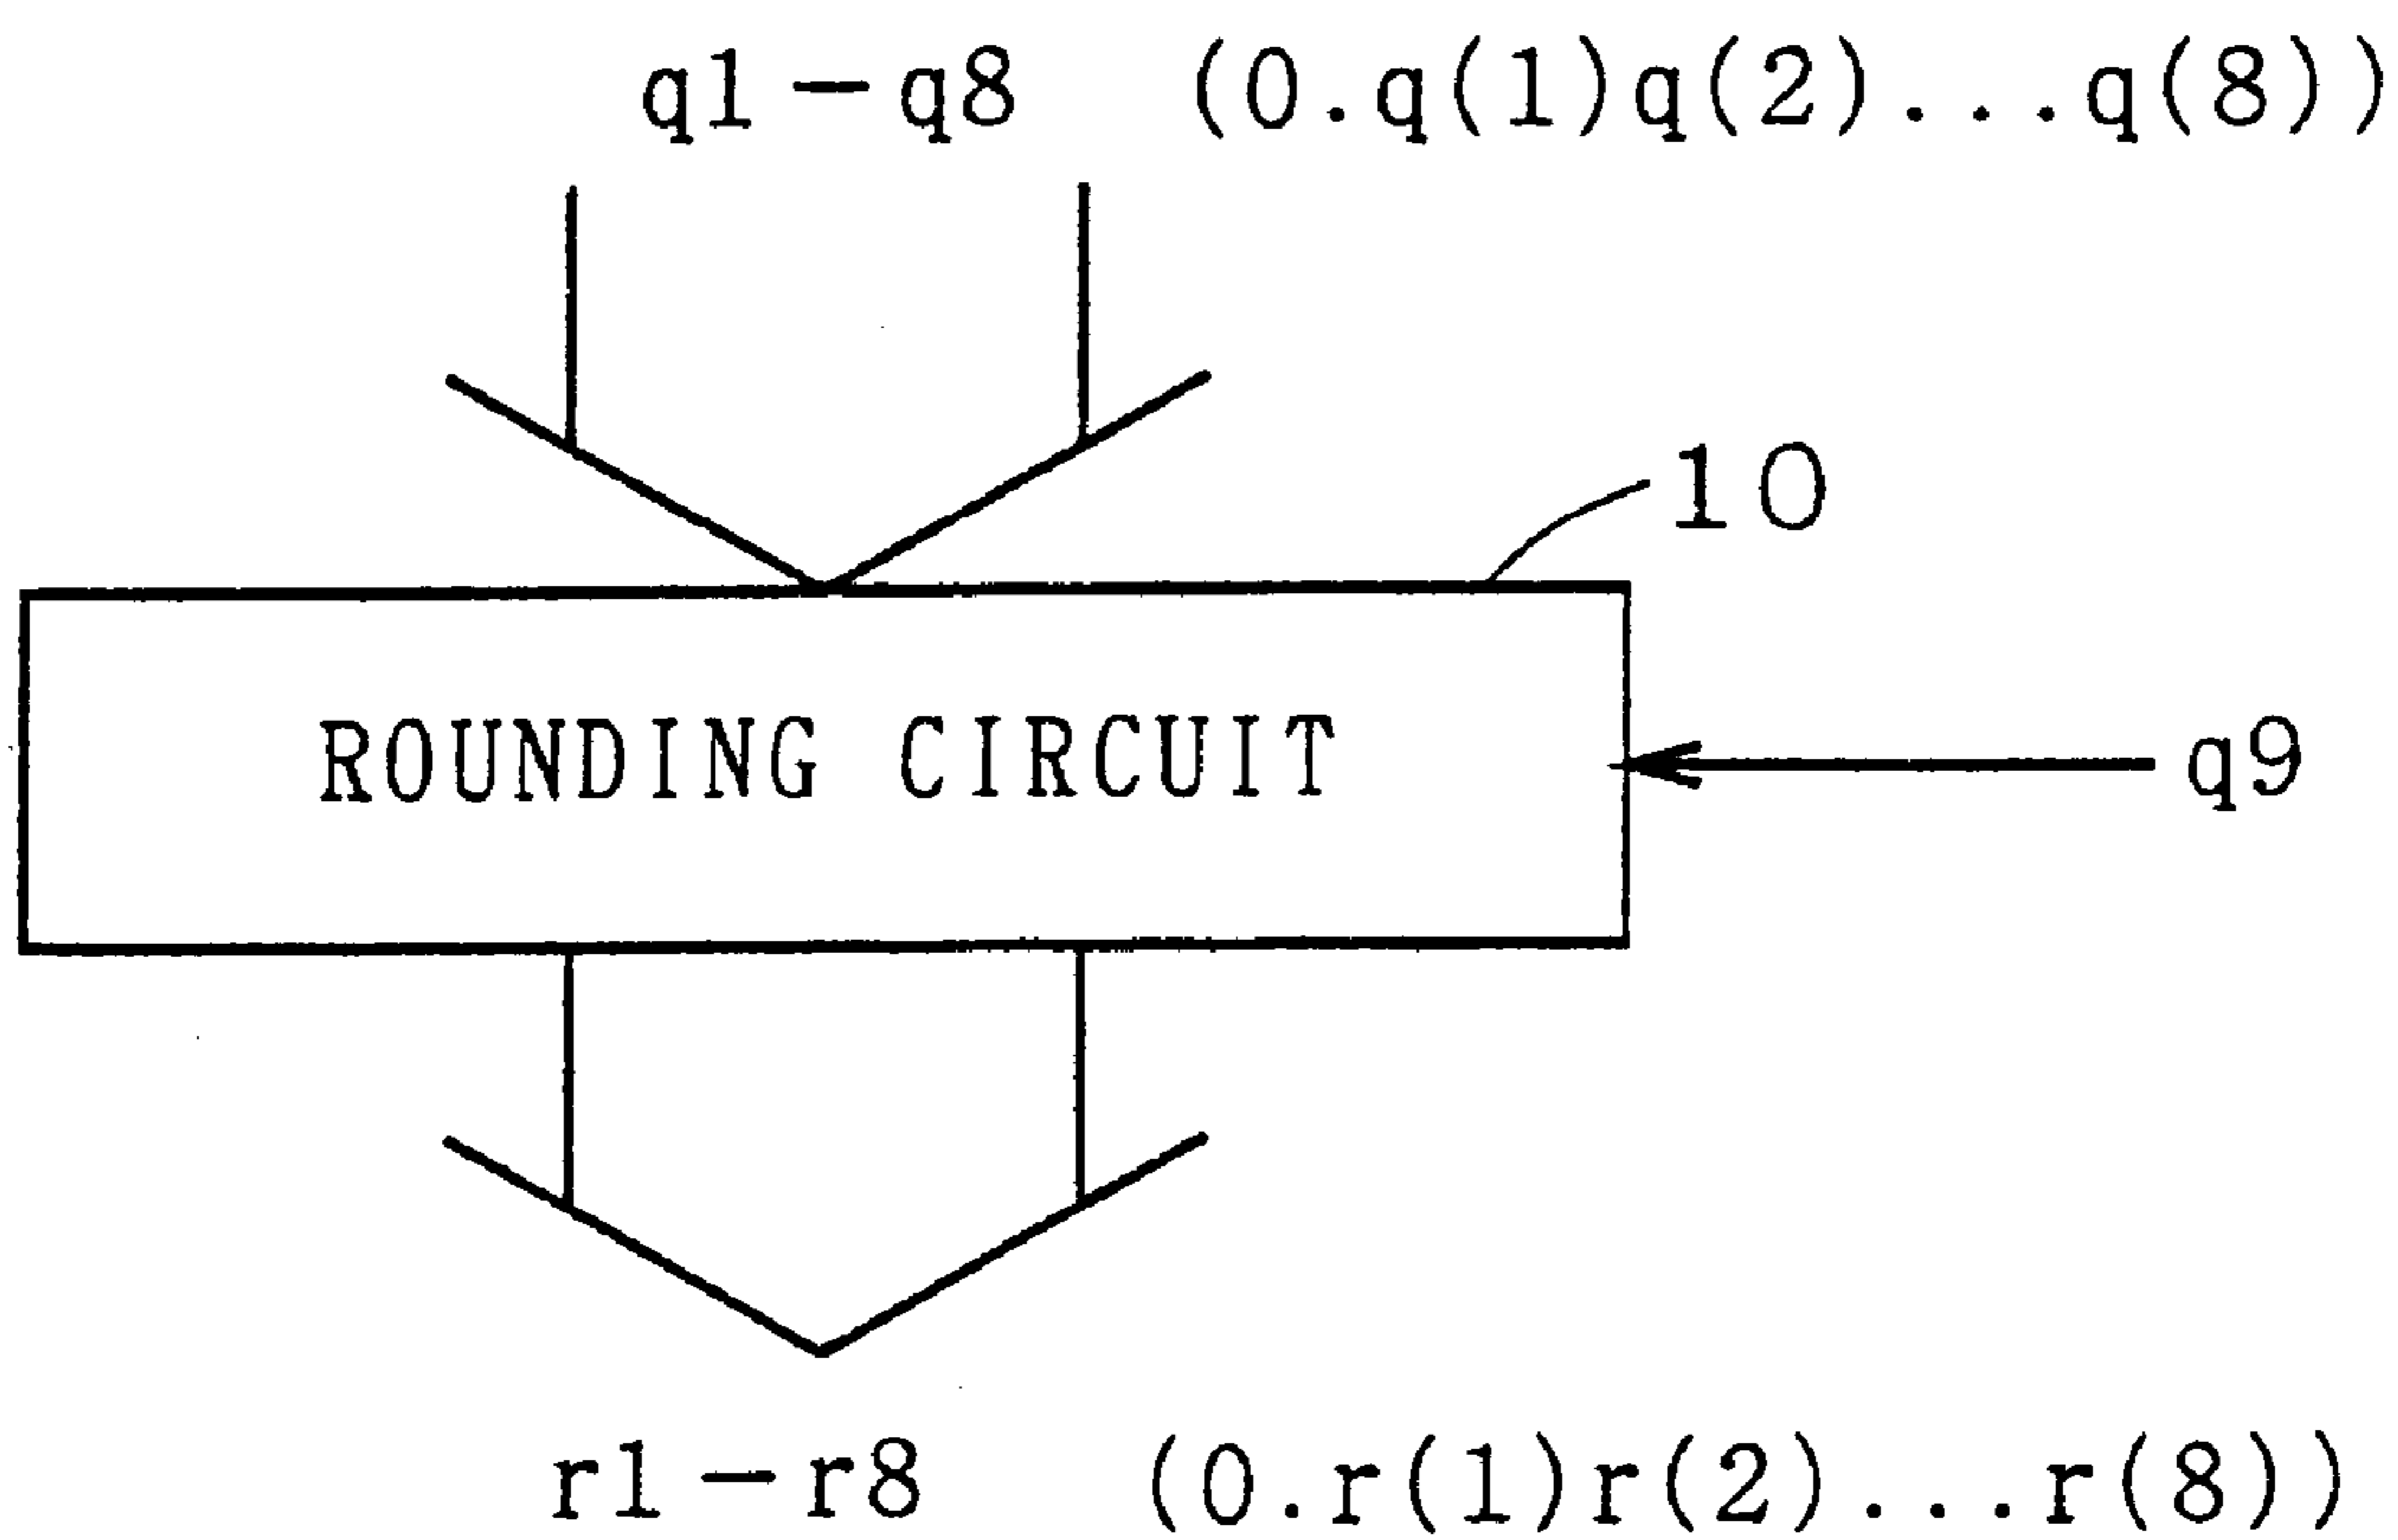 q1－q8 (0.q(1)q(2)...q(8))
10
ROUNDING CIRCUIT
q9
r1－r8 (0.r(1)r(2)...r(8))